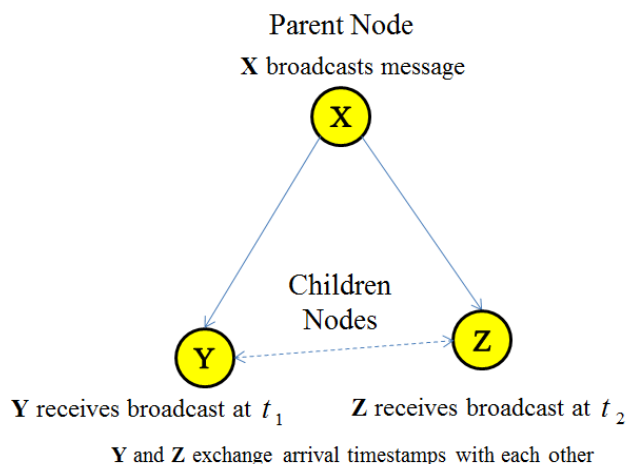 Parent Node
X broadcasts message
X
Children
Nodes
Y
Z
Y receives broadcast at t₁
Z receives broadcast at t₂
Y and Z exchange arrival timestamps with each other